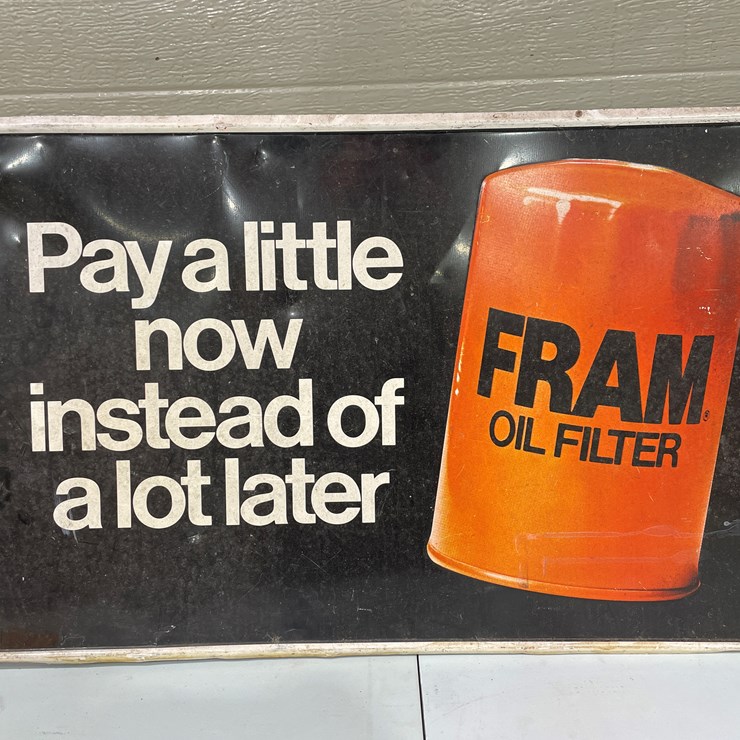 Pay a little
now
instead of
a lot later
FRAM®
OIL FILTER